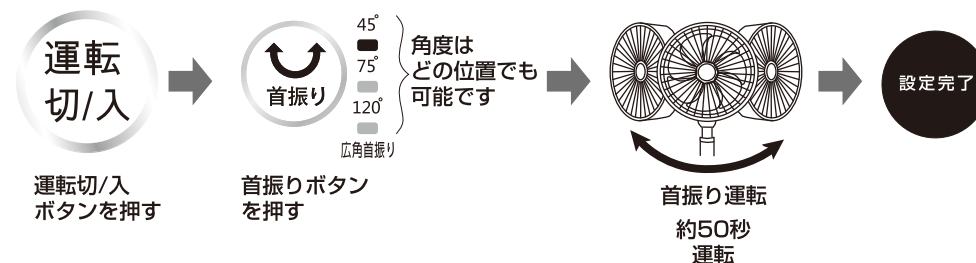 運転
切/入
運転切/入
ボタンを押す
首振り
45°
75°
120°
広角首振り
角度は
どの位置でも
可能です
首振りボタン
を押す
首振り運転
約50秒
運転
設定完了